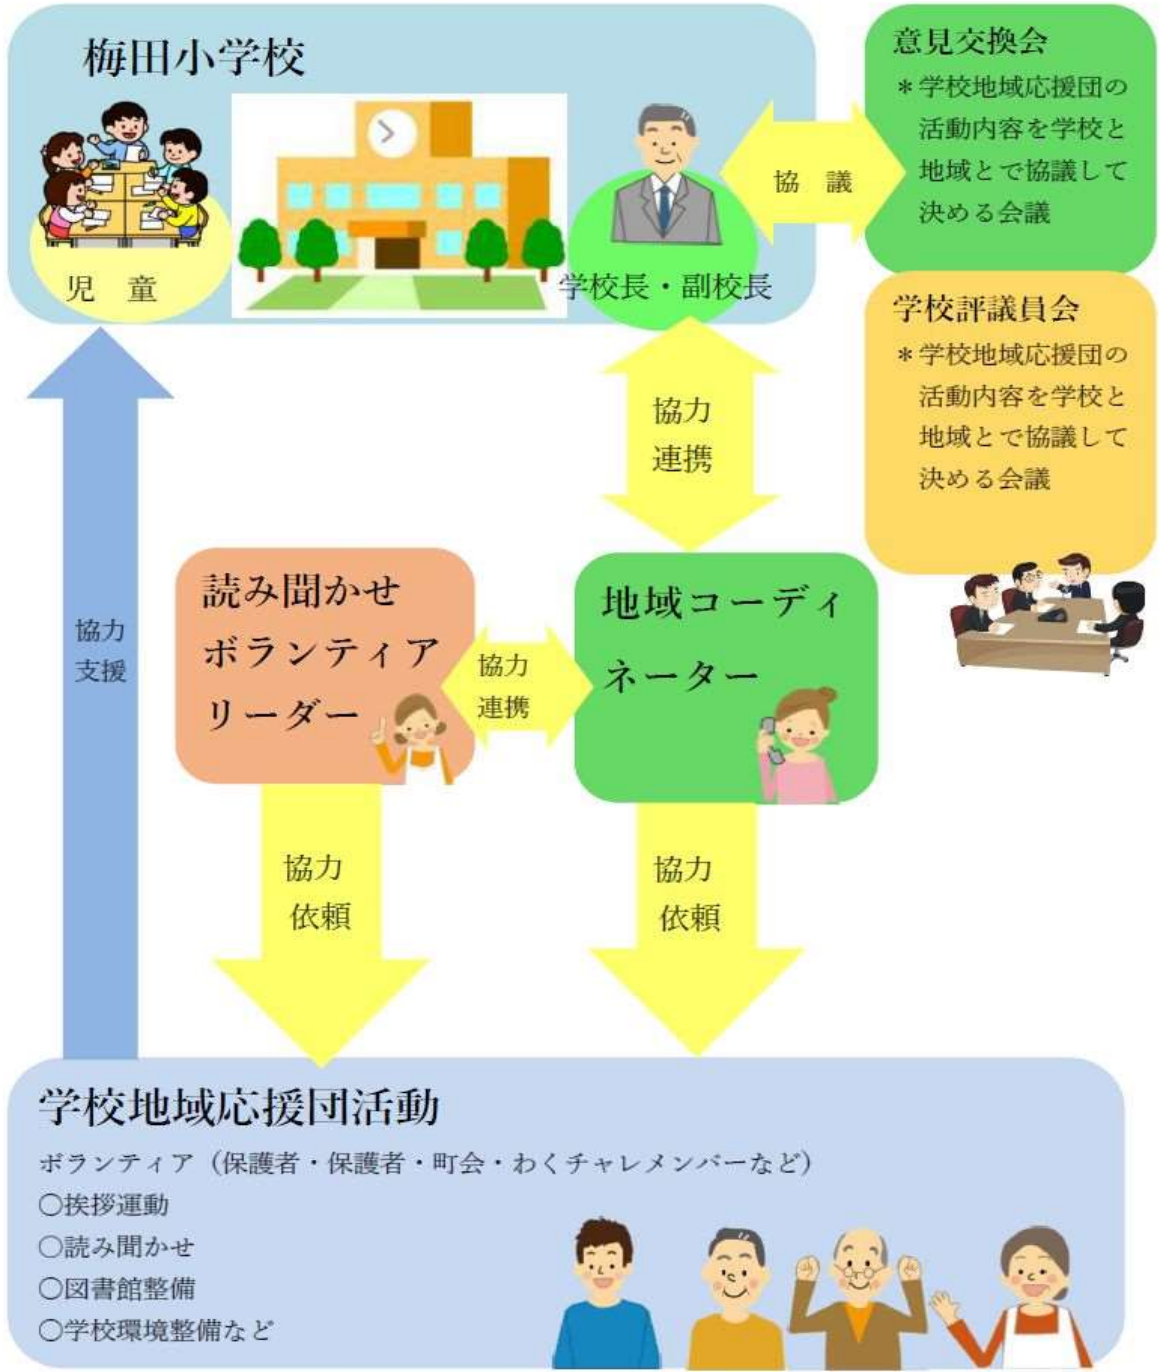 梅田小学校
児　童
学校長・副校長
協　議
意見交換会
＊学校地域応援団の
活動内容を学校と
地域とで協議して
決める会議
学校評議員会
＊学校地域応援団の
活動内容を学校と
地域とで協議して
決める会議
協力
連携
協力
支援
読み聞かせ
ボランティア
リーダー
協力
連携
地域コーディ
ネーター
協力
依頼
協力
依頼
学校地域応援団活動
ボランティア（保護者・保護者・町会・わくチャレメンバーなど）
〇挨拶運動
〇読み聞かせ
〇図書館整備
〇学校環境整備など